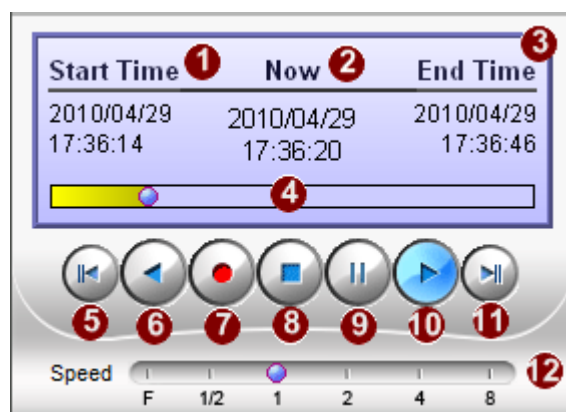 Start Time 1 Now 2 End Time 3
2010/04/29 2010/04/29 2010/04/29
17:36:14 17:36:20 17:36:46
4
5 6 7 8 9 10 11
Speed 12
F 1/2 1 2 4 8